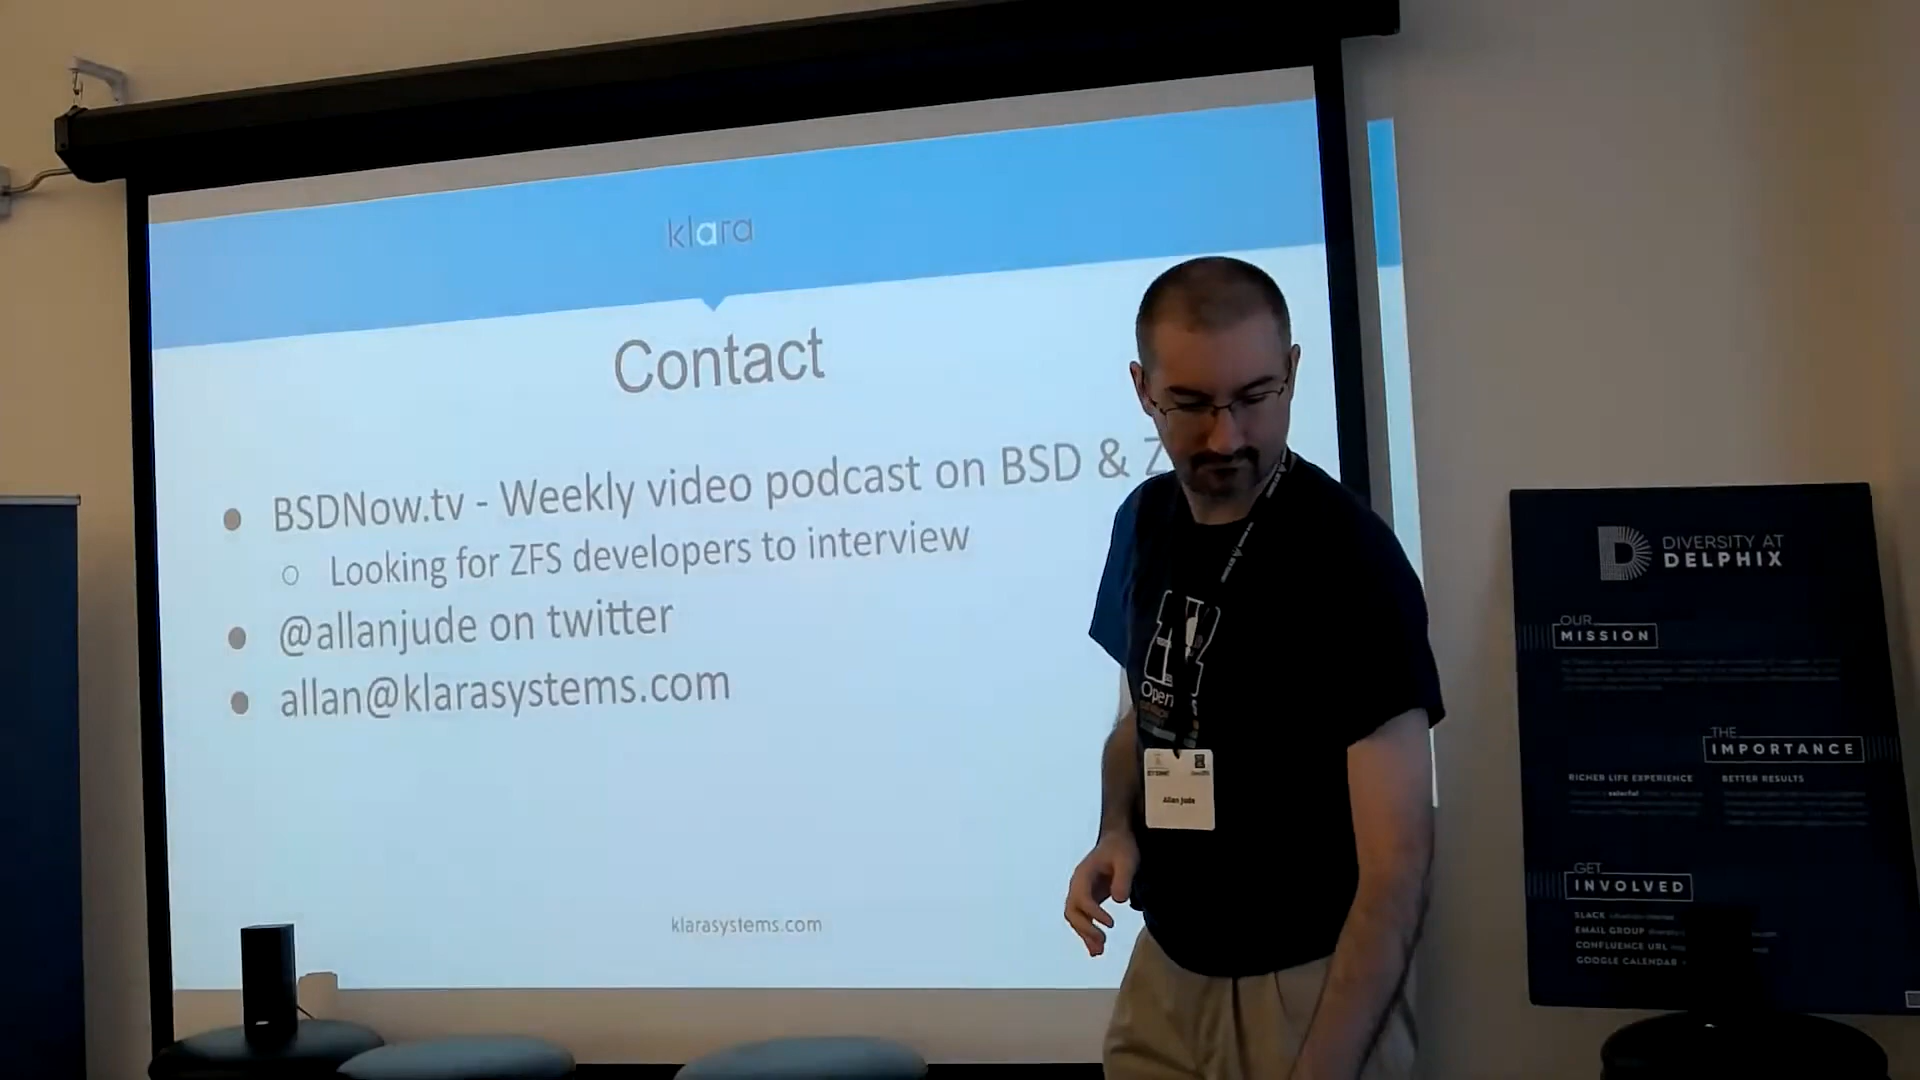 klara
Contact
BSDNow.tv - Weekly video podcast on BSD & Z
Looking for ZFS developers to interview
@allanjude on twitter
allan@klarasystems.com
klarasystems.com
Open
Allan Jude
DIVERSITY AT
DELPHIX
OUR
MISSION
THE
IMPORTANCE
RICHER LIFE EXPERIENCE
BETTER RESULTS
GET
INVOLVED
SLACK
EMAIL GROUP
CONFLUENCE URL
GOOGLE CALENDAR